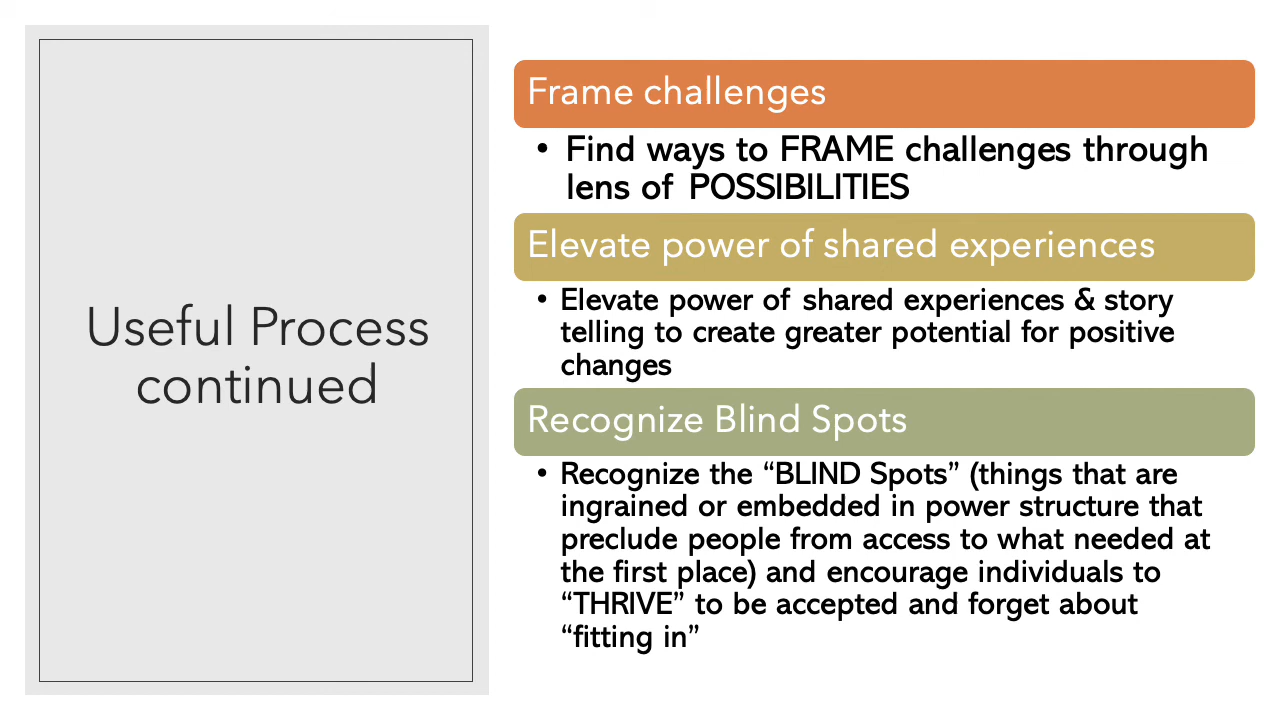 Useful Process
continued
Frame challenges
• Find ways to FRAME challenges through
lens of POSSIBILITIES
Elevate power of shared experiences
• Elevate power of shared experiences & story
telling to create greater potential for positive
changes
Recognize Blind Spots
• Recognize the “BLIND Spots” (things that are
ingrained or embedded in power structure that
preclude people from access to what needed at
the first place) and encourage individuals to
“THRIVE” to be accepted and forget about
“fitting in”